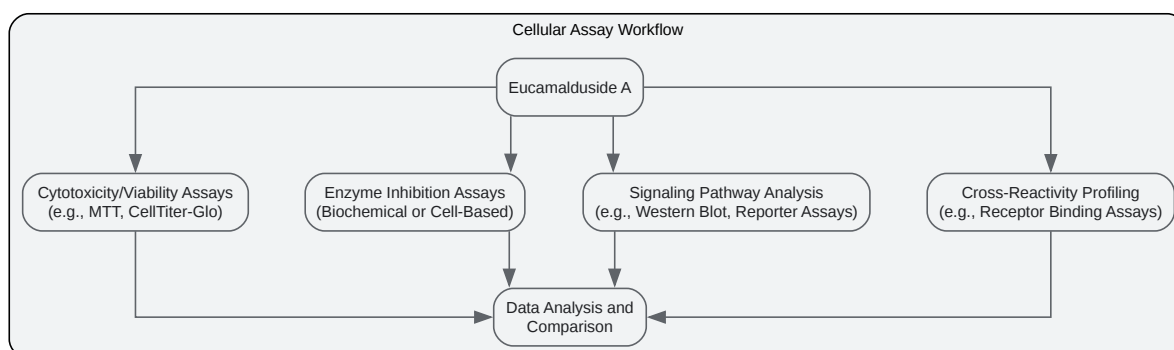 Cellular Assay Workflow
Eucamalduside A
Cytotoxicity/Viability Assays
(e.g., MTT, CellTiter-Glo)
Enzyme Inhibition Assays
(Biochemical or Cell-Based)
Signaling Pathway Analysis
(e.g., Western Blot, Reporter Assays)
Cross-Reactivity Profiling
(e.g., Receptor Binding Assays)
Data Analysis and
Comparison